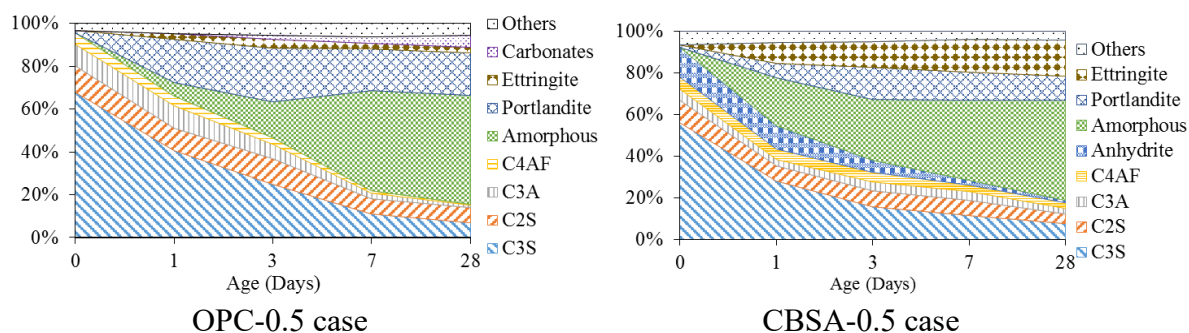 100%
80%
60%
40%
20%
0%
0 1 3 7 28
Age (Days)
Others
Carbonates
Ettringite
Portlandite
Amorphous
C4AF
C3A
C2S
C3S
OPC-0.5 case
100%
80%
60%
40%
20%
0%
0 1 3 7 28
Age (Days)
Others
Ettringite
Portlandite
Amorphous
Anhydrite
C4AF
C3A
C2S
C3S
CBSA-0.5 case